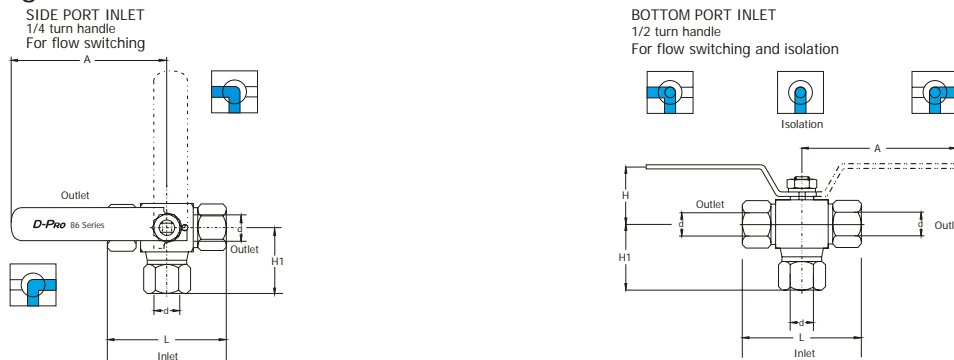 SIDE PORT INLET
1/4 turn handle
For flow switching
A
Outlet
D-PRO 86 Series
d
Outlet
H1
d
L
Inlet
BOTTOM PORT INLET
1/2 turn handle
For flow switching and isolation
Isolation
A
H
Outlet
d
d
H1
d
L
Inlet